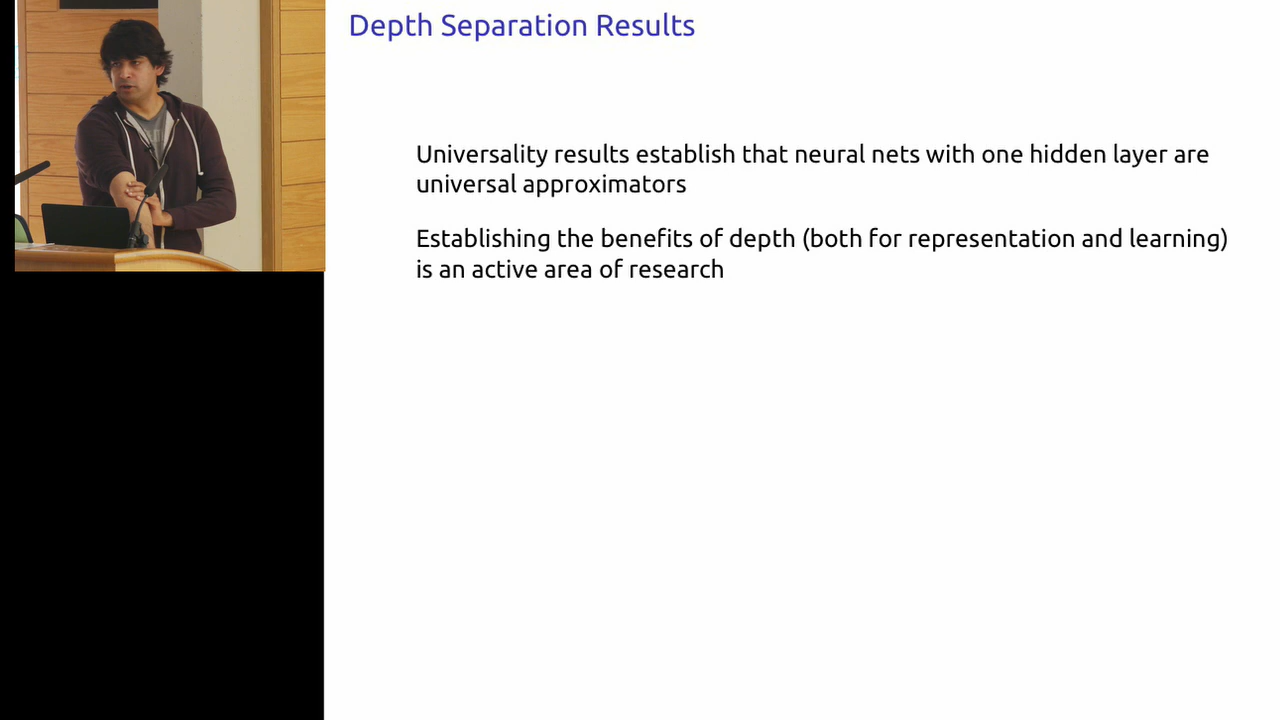 Depth Separation Results
Universality results establish that neural nets with one hidden layer are
universal approximators
Establishing the benefits of depth (both for representation and learning)
is an active area of research